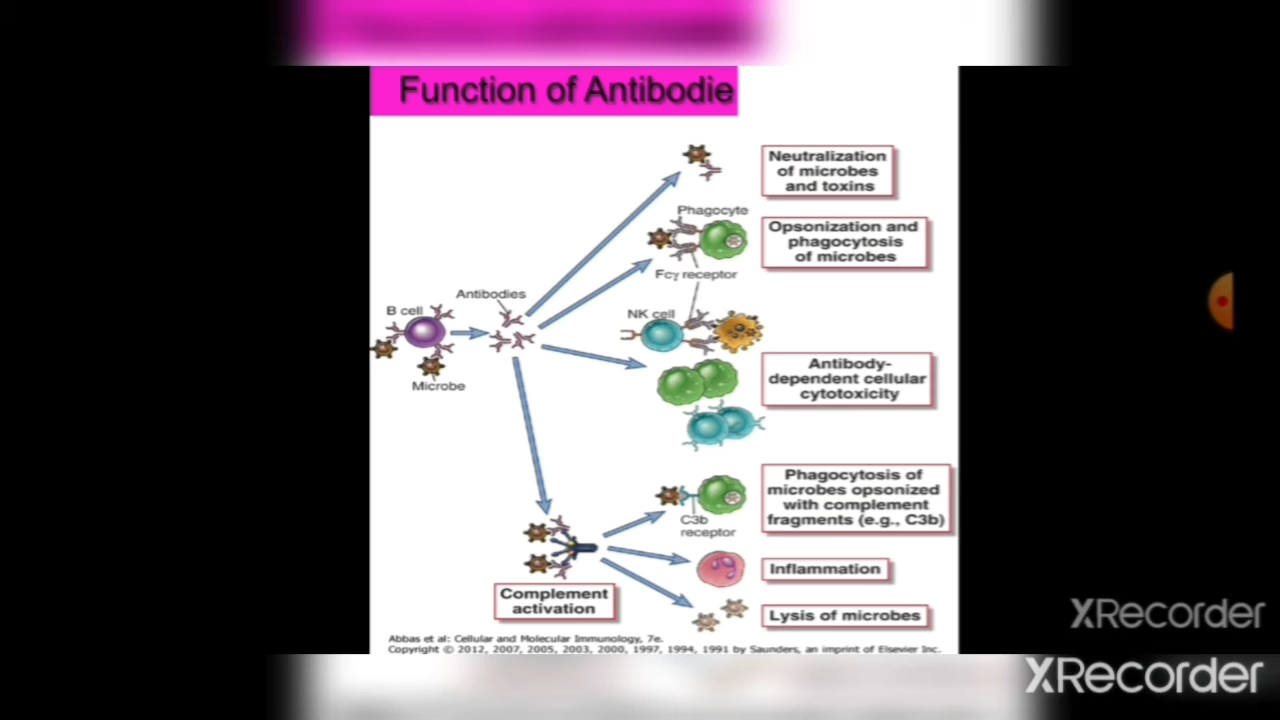 Function of Antibodie
Neutralization
of microbes
and toxins
Phagocyte
Opsonization and
phagocytosis
of microbes
Fcγ receptor
Antibodies
B cell
NK cell
Microbe
Antibody-
dependent cellular
cytotoxicity
Phagocytosis of
microbes opsonized
with complement
fragments (e.g., C3b)
C3b
receptor
Inflammation
Complement
activation
Lysis of microbes
Abbas et al: Cellular and Molecular Immunology, 7e.
Copyright © 2012, 2007, 2005, 2003, 2000, 1997, 1994, 1991 by Saunders, an imprint of Elsevier Inc.
XRecorder
XRecorder